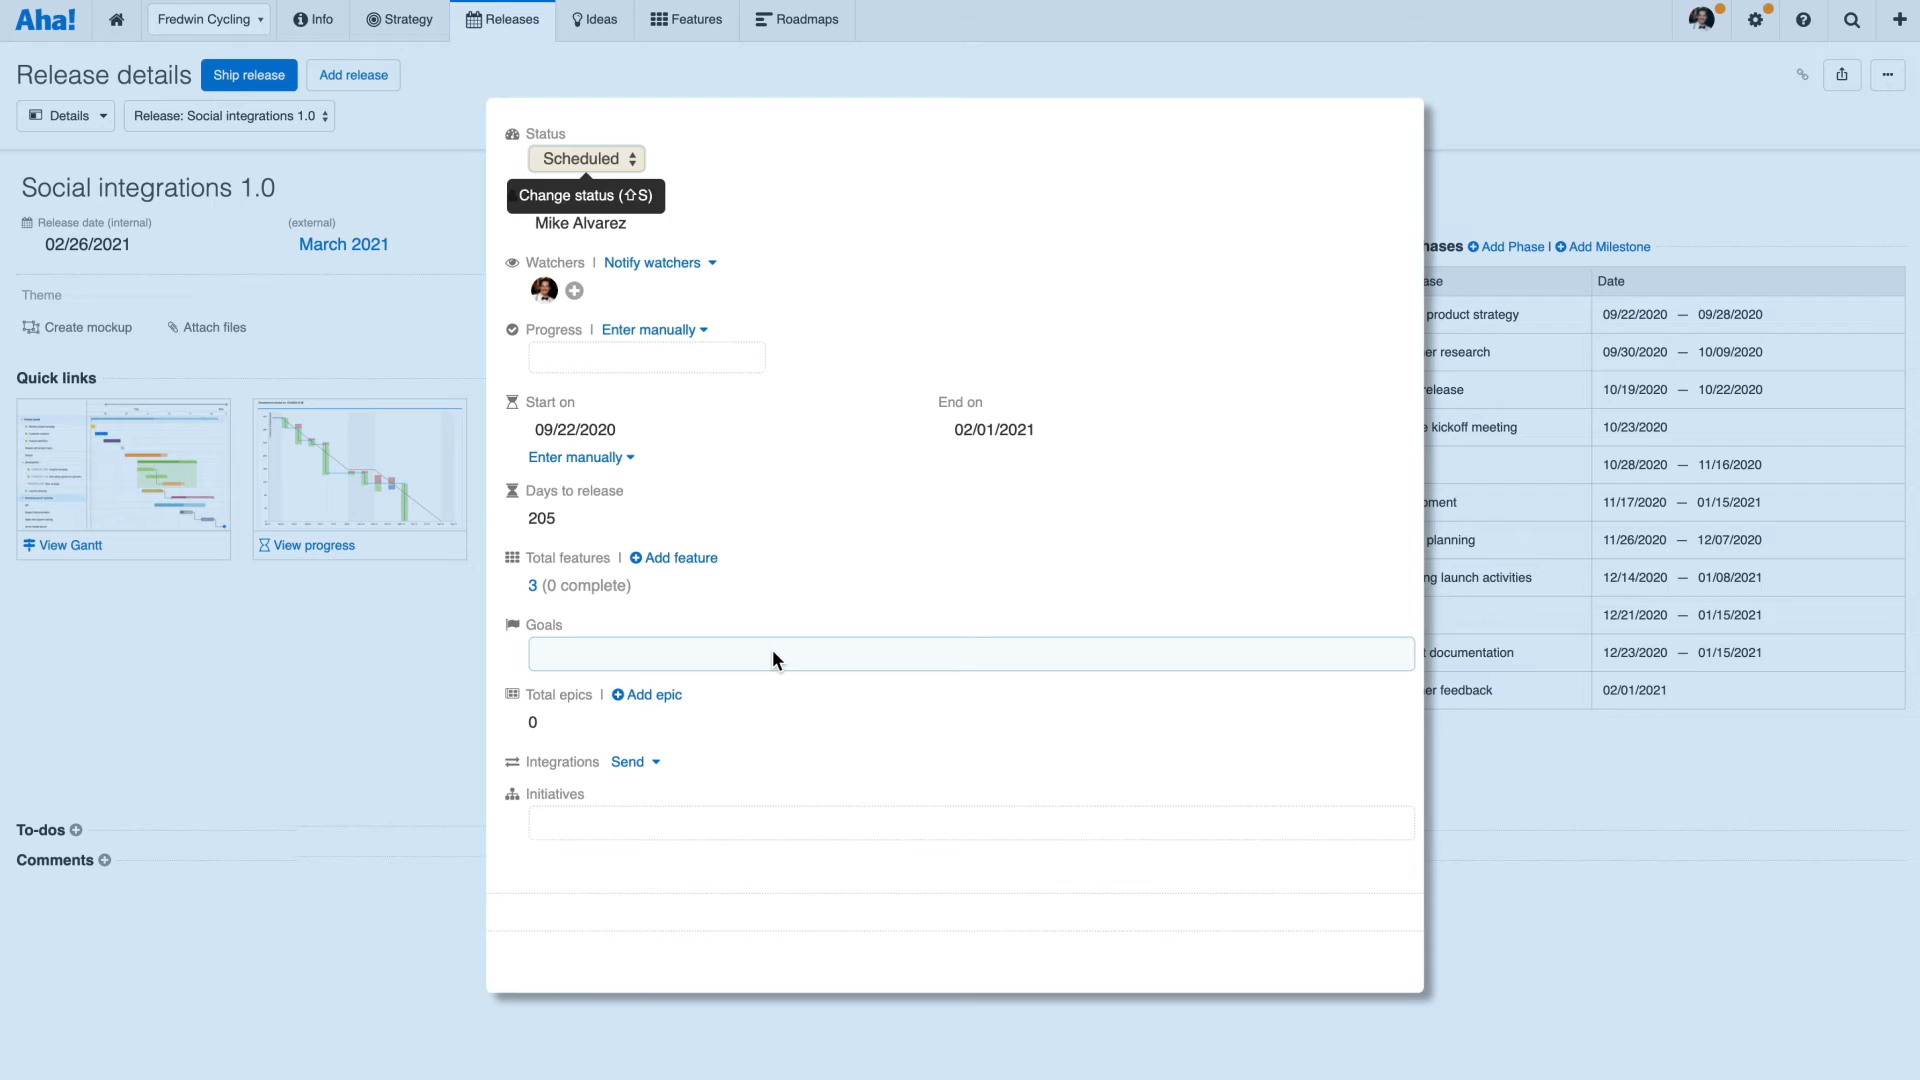 Aha!
Fredwin Cycling
Info
Strategy
Releases
Ideas
Features
Roadmaps
Release details
Ship release
Add release
Details
Release: Social integrations 1.0
Social integrations 1.0
Release date (internal)
(external)
02/26/2021
March 2021
Theme
Create mockup
Attach files
Quick links
View Gantt
View progress
To-dos
Comments
Status
Scheduled
Change status (⇧S)
Mike Alvarez
Watchers | Notify watchers
Progress | Enter manually
Start on
End on
09/22/2020
02/01/2021
Enter manually
Days to release
205
Total features | Add feature
3 (0 complete)
Goals
Total epics | Add epic
0
Integrations Send
Initiatives
hases Add Phase | Add Milestone
ase Date
product strategy 09/22/2020 — 09/28/2020
er research 09/30/2020 — 10/09/2020
elease 10/19/2020 — 10/22/2020
kickoff meeting 10/23/2020
10/28/2020 — 11/16/2020
pment 11/17/2020 — 01/15/2021
planning 11/26/2020 — 12/07/2020
ng launch activities 12/14/2020 — 01/08/2021
12/21/2020 — 01/15/2021
t documentation 12/23/2020 — 01/15/2021
er feedback 02/01/2021